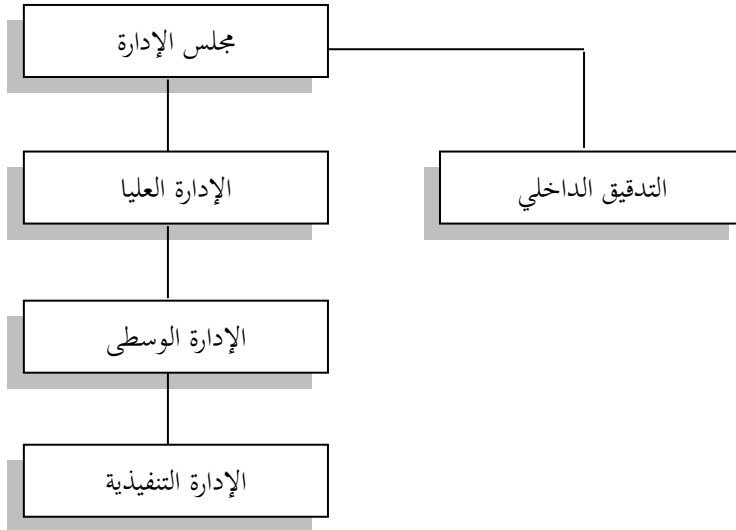 مجلس الإدارة
الإدارة العليا
التدقيق الداخلي
الإدارة الوسطى
الإدارة التنفيذية